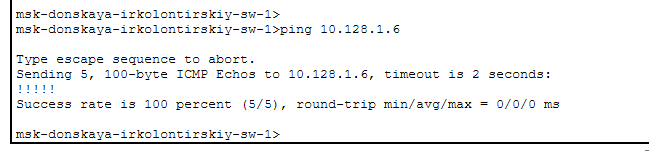 msk-donskaya-irkolontirskiy-sw-1>
msk-donskaya-irkolontirskiy-sw-1>ping 10.128.1.6
Type escape sequence to abort.
Sending 5, 100-byte ICMP Echos to 10.128.1.6, timeout is 2 seconds:
!!!!!
Success rate is 100 percent (5/5), round-trip min/avg/max = 0/0/0 ms
msk-donskaya-irkolontirskiy-sw-1>